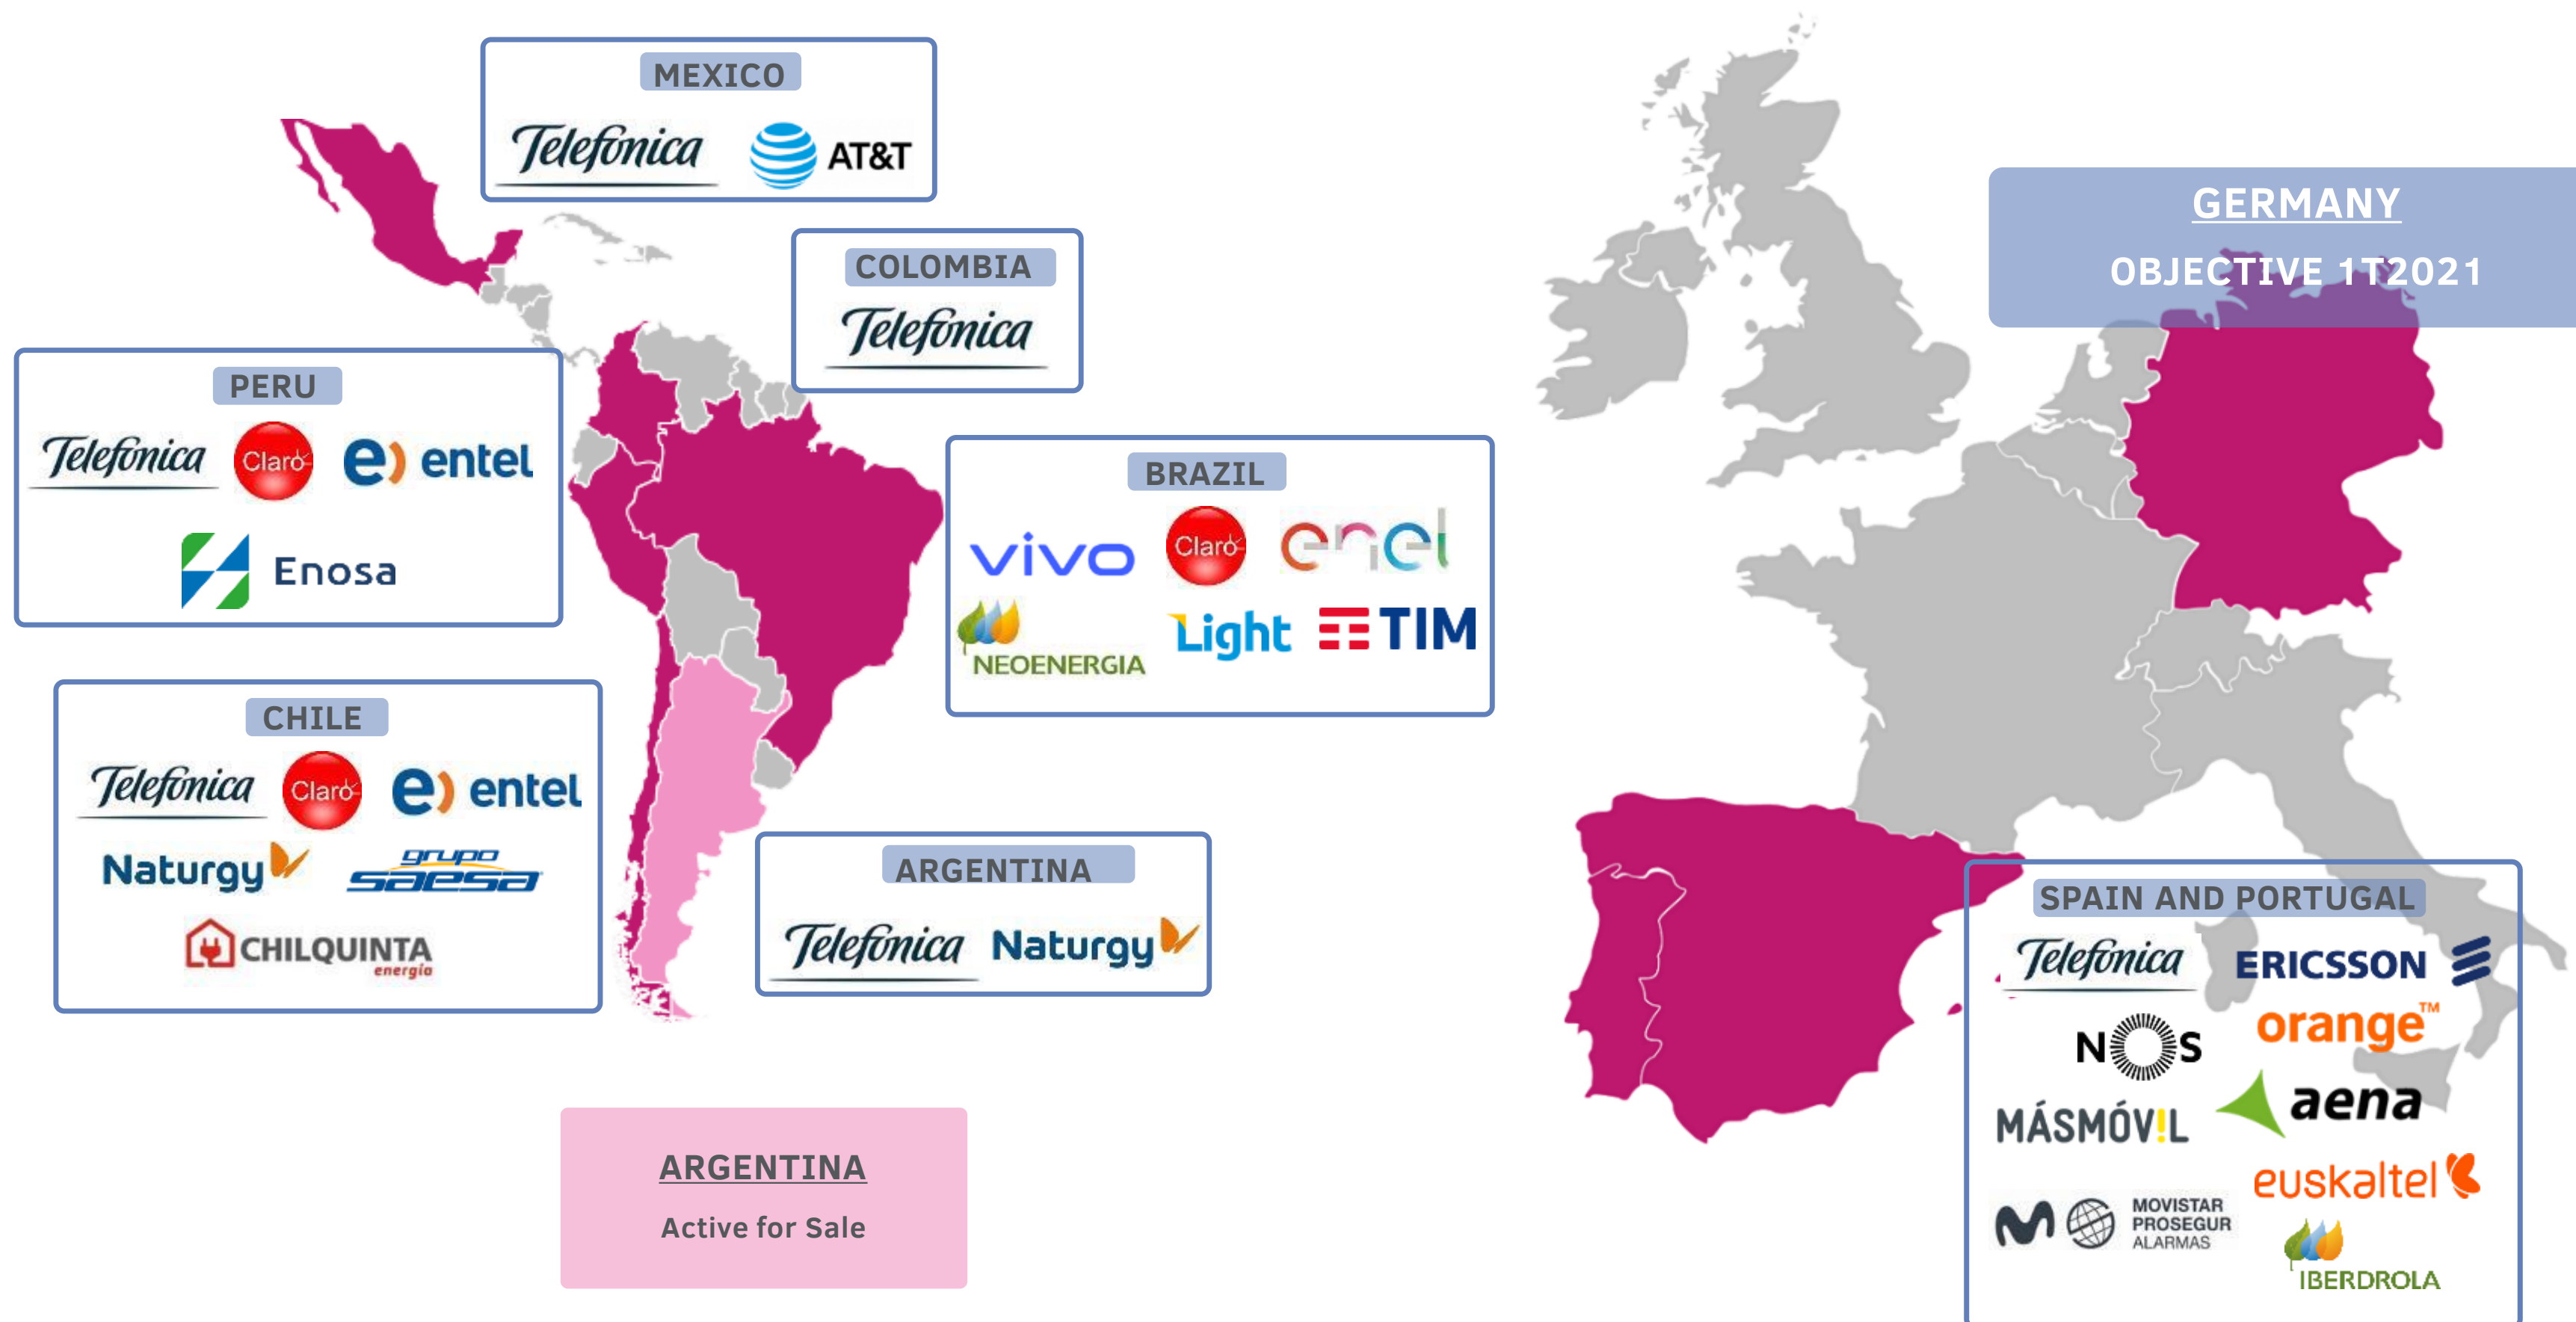 MEXICO
Telefónica
AT&T
COLOMBIA
Telefónica
PERU
Telefónica Claro e) entel
Enosa
CHILE
Telefónica Claro e) entel
Naturgy grupo saesa
CHILQUINTA
energía
BRAZIL
vivo Claro enel
NEOENERGIA Light TIM
ARGENTINA
Telefónica Naturgy
ARGENTINA
Active for Sale
GERMANY
OBJECTIVE 1T2021
SPAIN AND PORTUGAL
Telefónica ERICSSON
NOS orange™
MÁSMÓV!L aena
euskaltel
MOVISTAR
PROSEGUR
ALARMAS
IBERDROLA